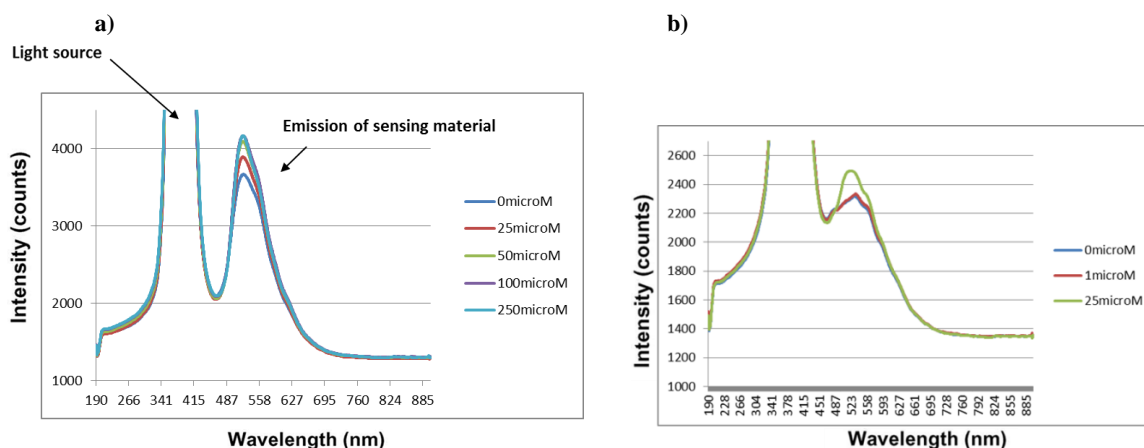 a)
Light source
Emission of sensing material
Intensity (counts)
4000
3000
2000
1000
190 266 341 415 487 558 627 695 760 824 885
Wavelength (nm)
0microM
25microM
50microM
100microM
250microM
b)
Intensity (counts)
2600
2400
2200
2000
1800
1600
1400
1200
1000
190 228 266 304 341 378 415 451 487 523 558 593 627 661 695 728 760 792 824 855 885
Wavelength (nm)
0microM
1microM
25microM